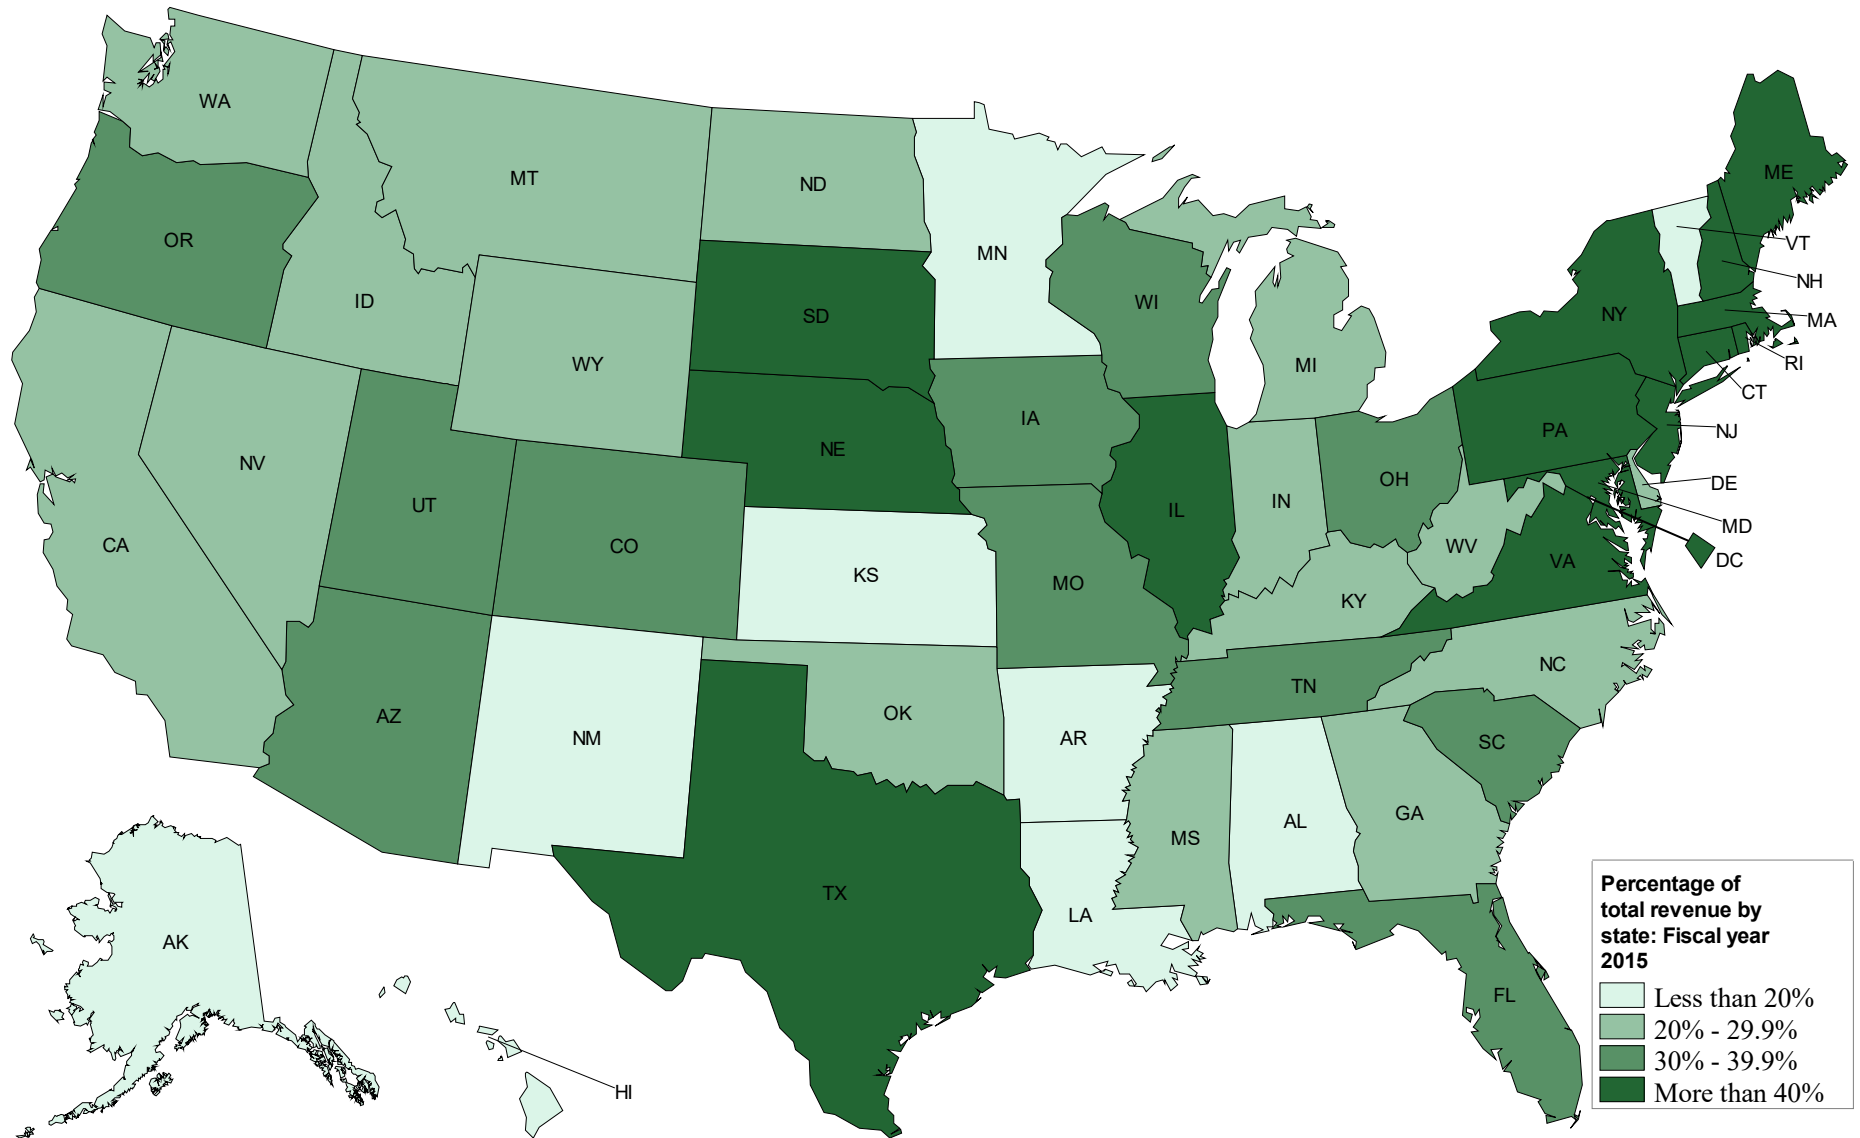 WA
MT
ND
ME
OR
MN
VT
NH
ID
WI
SD
NY
MA
WY
MI
RI
CT
IA
NE
PA
NJ
NV
OH
DE
UT
IN
IL
MD
CA
CO
WV
VA
DC
KS
MO
KY
NC
TN
AZ
OK
NM
AR
SC
GA
AL
MS
TX
LA
AK
FL
HI
Percentage of
total revenue by
state: Fiscal year
2015
Less than 20%
20% - 29.9%
30% - 39.9%
More than 40%